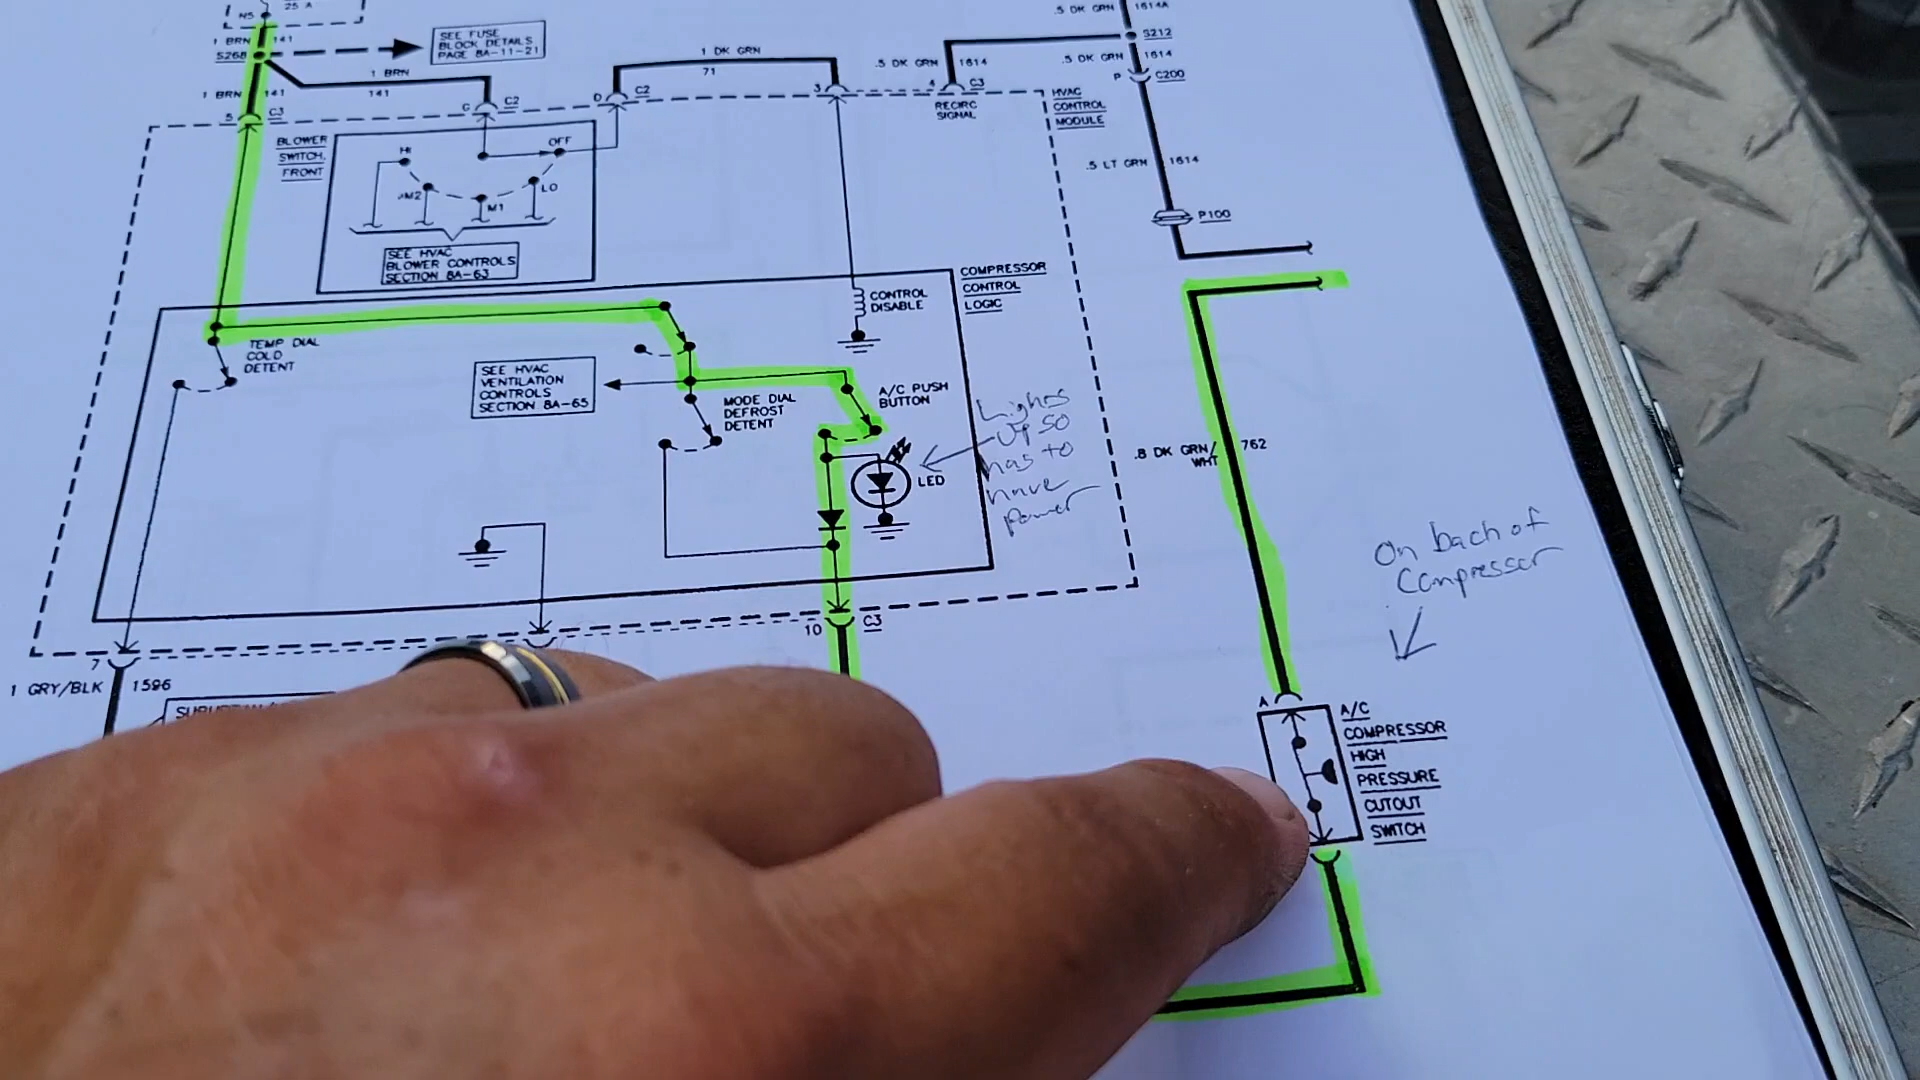 N5
25 A
1 BRN
141
S268
SEE FUSE
BLOCK DETAILS
PAGE 8A-11-21
1 BRN
141
1 BRN
141
5
C3
C
C2
D
C2
1 DK GRN
71
3
.5 DK GRN
1614
4
C3
RECIRC
SIGNAL
.5 DK GRN
1614A
S212
.5 DK GRN
1614
P
C200
HVAC
CONTROL
MODULE
.5 LT GRN
1614
P100
BLOWER
SWITCH,
FRONT
HI
OFF
M2
M1
LO
SEE HVAC
BLOWER CONTROLS
SECTION 8A-63
COMPRESSOR
CONTROL
LOGIC
CONTROL
DISABLE
TEMP DIAL
COLD
DETENT
SEE HVAC
VENTILATION
CONTROLS
SECTION 8A-65
MODE DIAL
DEFROST
DETENT
A/C PUSH
BUTTON
LED
Lights
up so
has to
have
power
.8 DK GRN/
WHT
762
On back of
Compressor
10
C3
7
1 GRY/BLK
1596
A
A/C
COMPRESSOR
HIGH
PRESSURE
CUTOUT
SWITCH